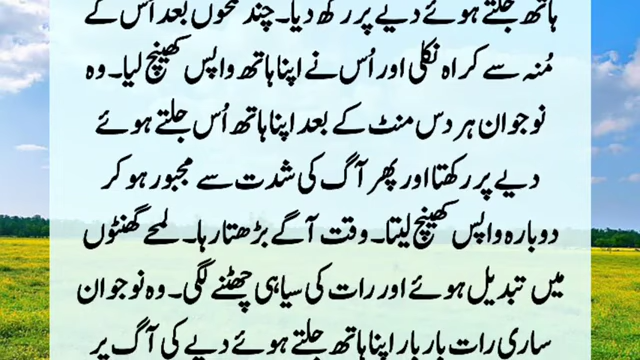 ہاتھ جلتے ہوئے دیے پر رکھ دیا۔ چند لمحوں بعد اُس کے
مُنہ سے کراہ نکلی اور اُس نے اپنا ہاتھ واپس کھینچ لیا۔ وہ
نوجوان ہر دس منٹ کے بعد اپنا ہاتھ اُس جلتے ہوئے
دیے پر رکھتا اور پھر آگ کی شدت سے مجبور ہو کر
دوبارہ واپس کھینچ لیتا۔ وقت آگے بڑھتا رہا۔ لمحے گھنٹوں
میں تبدیل ہوئے اور رات کی سیاہی چھٹنے لگی۔ وہ نوجوان
ساری رات بار بار اپنا ہاتھ جلتے ہوئے دیے کی آگ پر